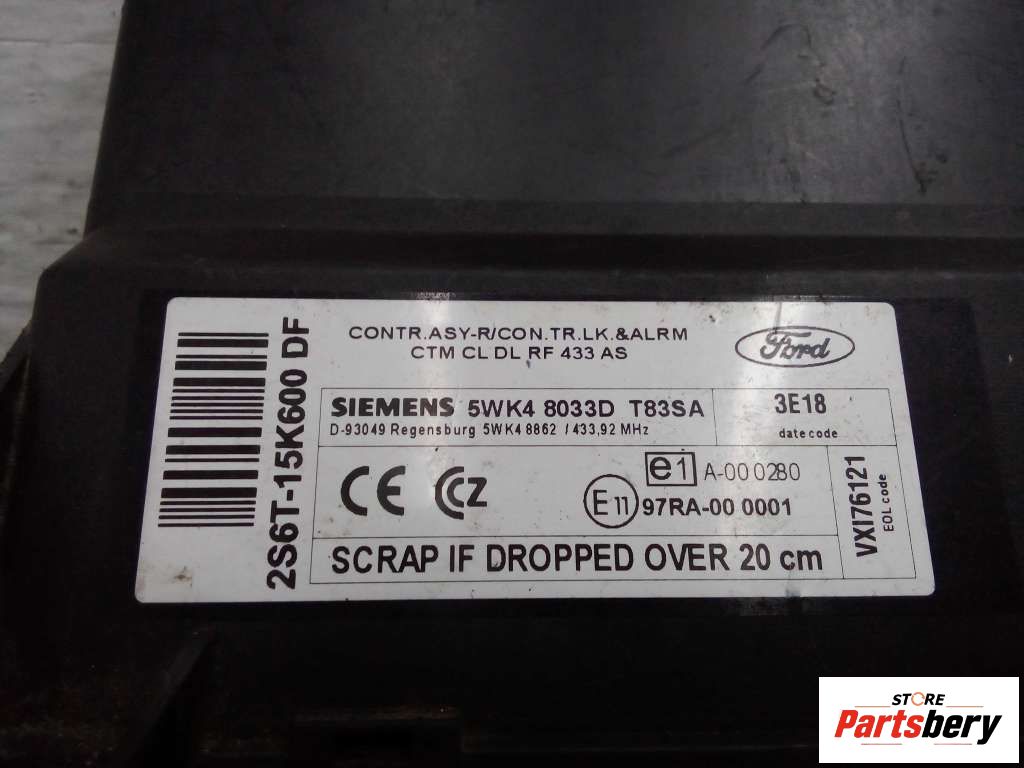 2S6T-15K600 DF
CONTR.ASY-R/CON.TR.LK.&ALRM
CTM CL DL RF 433 AS
Ford
SIEMENS 5WK4 8033D T83SA
D-93049 Regensburg 5WK4 8862 / 433,92 MHz
3E18
datecode
CE CZ
e1 A-00 0280
E11 97RA-00 0001
SCRAP IF DROPPED OVER 20 cm
VXI76121
EOL code
STORE
Partsbery